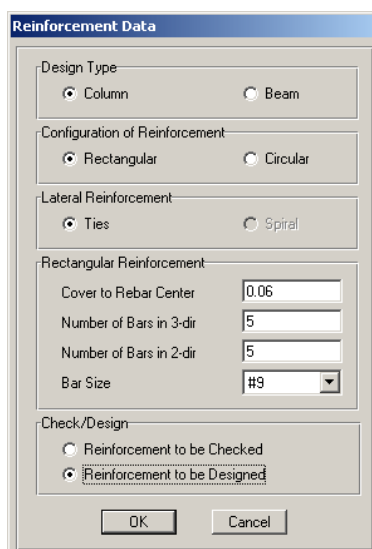 Reinforcement Data
Design Type
Column Beam
Configuration of Reinforcement
Rectangular Circular
Lateral Reinforcement
Ties Spiral
Rectangular Reinforcement
Cover to Rebar Center 0.06
Number of Bars in 3-dir 5
Number of Bars in 2-dir 5
Bar Size #9
Check/Design
Reinforcement to be Checked
Reinforcement to be Designed
OK Cancel